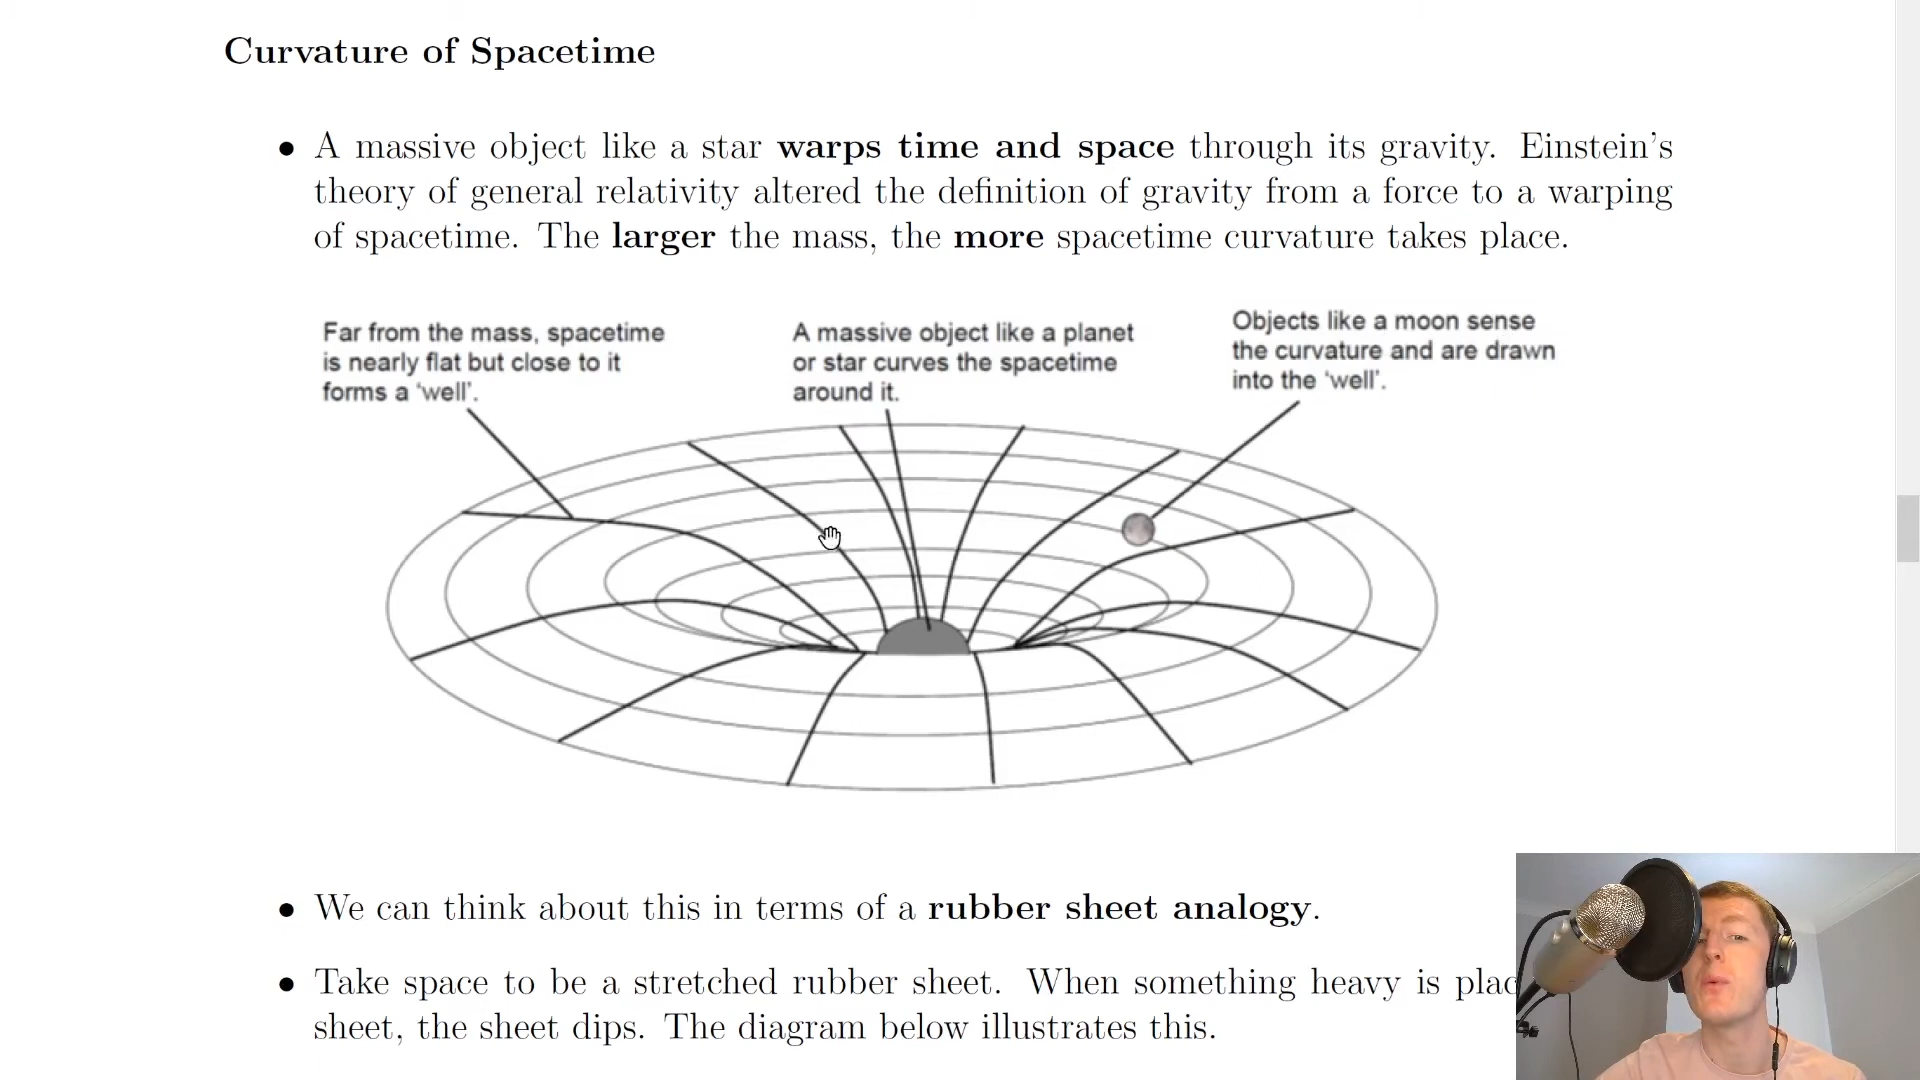 Curvature of Spacetime
• A massive object like a star warps time and space through its gravity. Einstein's
theory of general relativity altered the definition of gravity from a force to a warping
of spacetime. The larger the mass, the more spacetime curvature takes place.
Far from the mass, spacetime
is nearly flat but close to it
forms a ‘well’.
A massive object like a planet
or star curves the spacetime
around it.
Objects like a moon sense
the curvature and are drawn
into the ‘well’.
• We can think about this in terms of a rubber sheet analogy.
• Take space to be a stretched rubber sheet. When something heavy is
sheet, the sheet dips. The diagram below illustrates this.